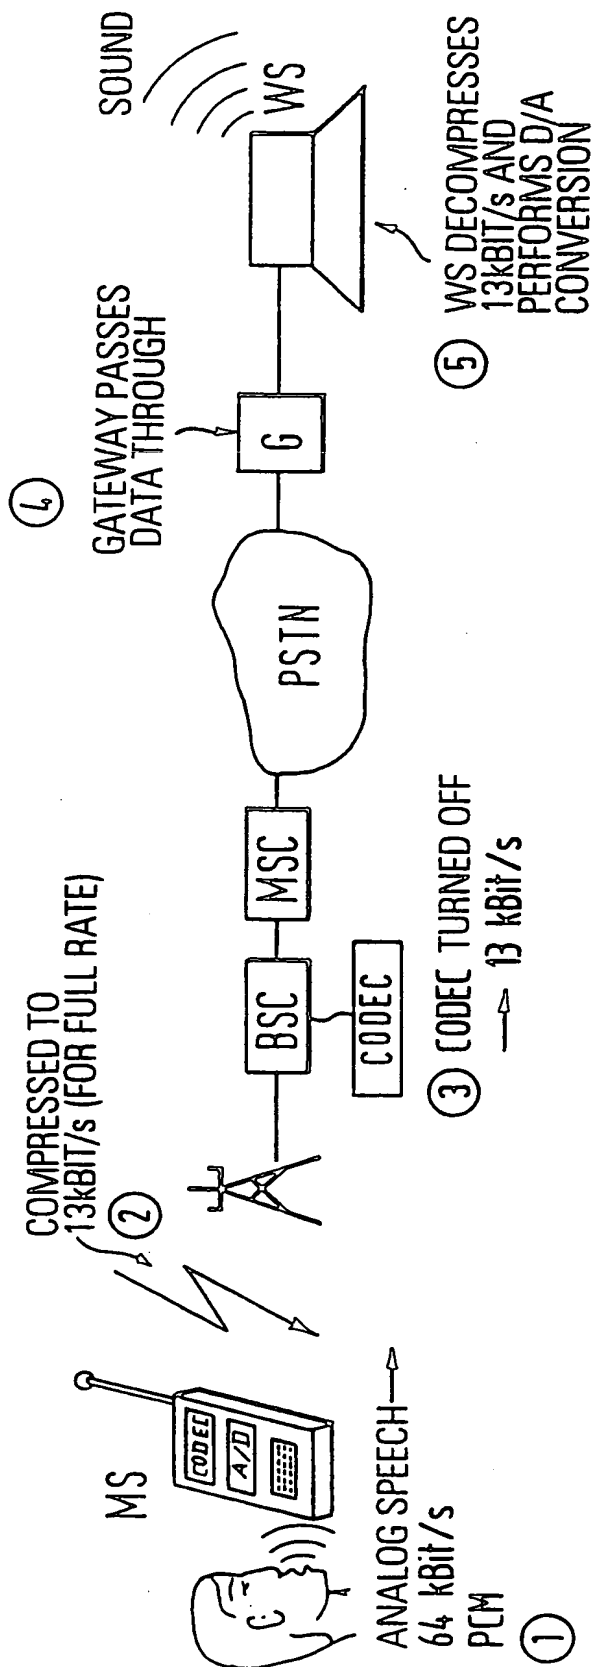 ANALOG SPEECH →
64 kBit/s
PCM
1
MS
CODEC
A/D
COMPRESSED TO
13kBIT/s (FOR FULL RATE)
2
BSC
CODEC
3 CODEC TURNED OFF
→ 13 kBit/s
MSC
PSTN
4
GATEWAY PASSES
DATA THROUGH
G
SOUND
WS
5 WS DECOMPRESSES
13kBIT/s AND
PERFORMS D/A
CONVERSION